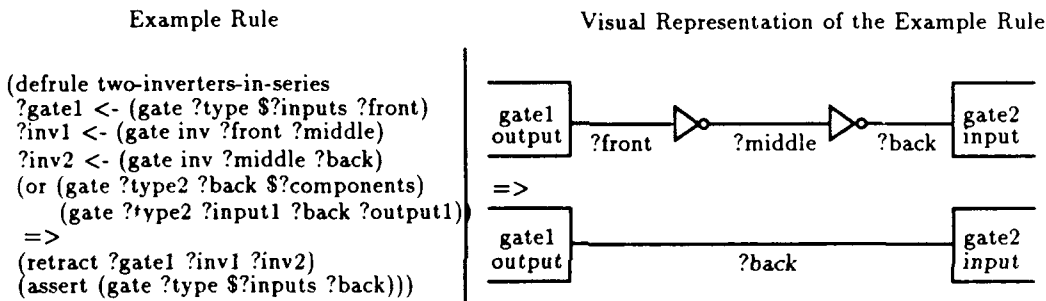 Example Rule
(defrule two-inverters-in-series
?gate1 <- (gate ?type $?inputs ?front)
?inv1 <- (gate inv ?front ?middle)
?inv2 <- (gate inv ?middle ?back)
(or (gate ?type2 ?back $?components)
(gate ?type2 ?input1 ?back ?output1))
=>
(retract ?gate1 ?inv1 ?inv2)
(assert (gate ?type $?inputs ?back)))
Visual Representation of the Example Rule
gate1
output
?front
?middle
?back
gate2
input
=>
gate1
output
?back
gate2
input